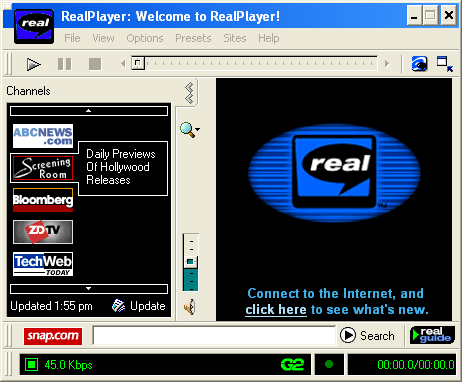 real
RealPlayer: Welcome to RealPlayer!
File View Options Presets Sites Help
Channels
ABCNEWS
.com
Screening
Room
Daily Previews
Of Hollywood
Releases
Bloomberg
ZDTV
TechWeb
TODAY
Updated 1:55 pm
Update
real
TM
Connect to the Internet, and
click here to see what's new.
snap.com
Search
real
guide
45.0 Kbps
G2
00:00.0/00:00.0